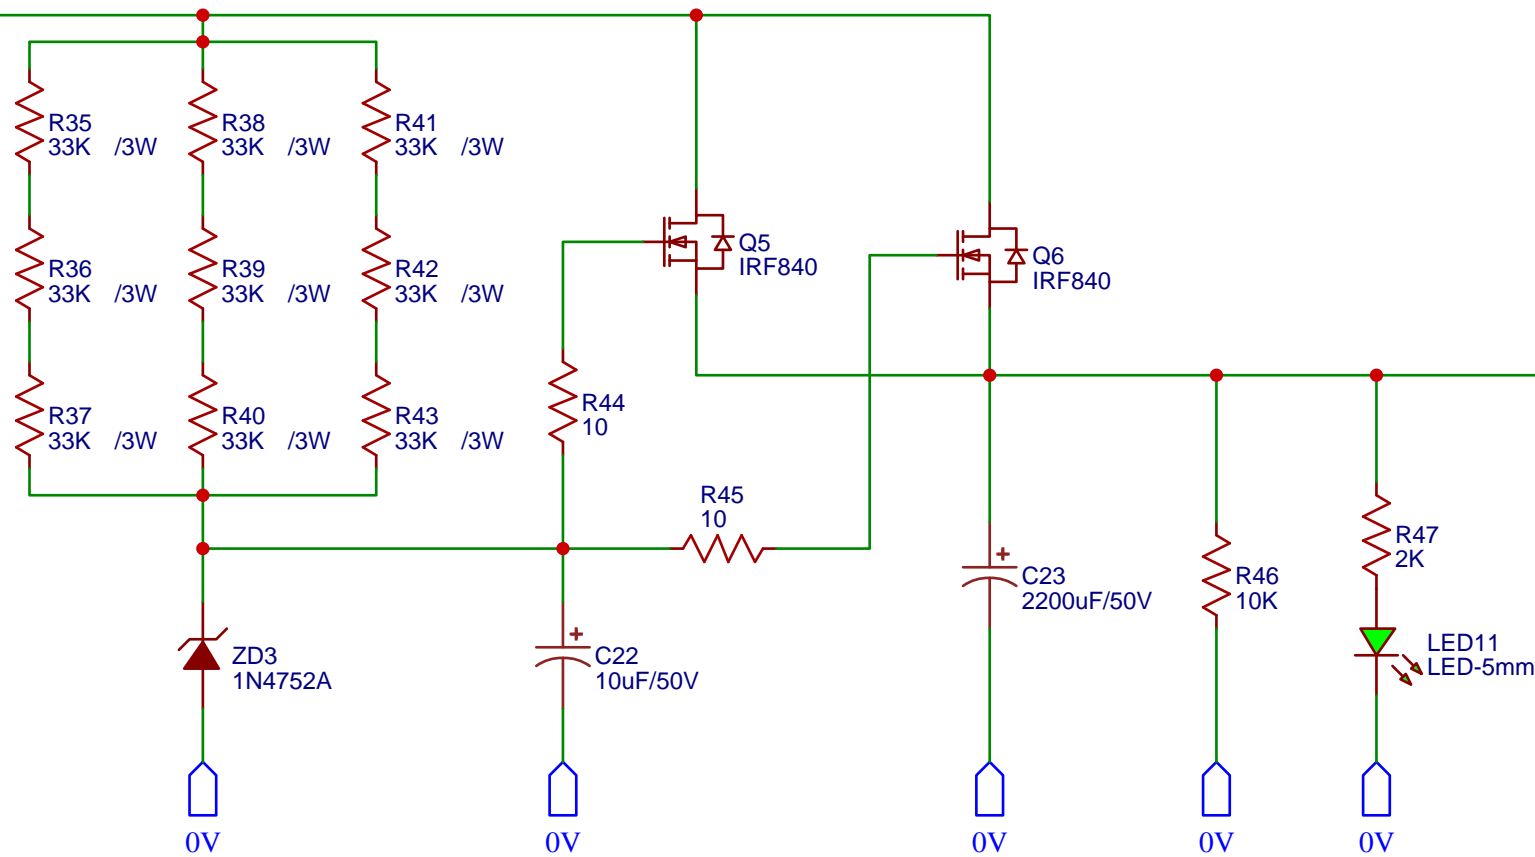 R35
33K /3W
R38
33K /3W
R41
33K /3W
Q5
IRF840
Q6
IRF840
R36
33K /3W
R39
33K /3W
R42
33K /3W
R37
33K /3W
R40
33K /3W
R43
33K /3W
R44
10
R45
10
R47
2K
C23
2200uF/50V
R46
10K
ZD3
1N4752A
C22
10uF/50V
LED11
LED-5mm
0V
0V
0V
0V
0V